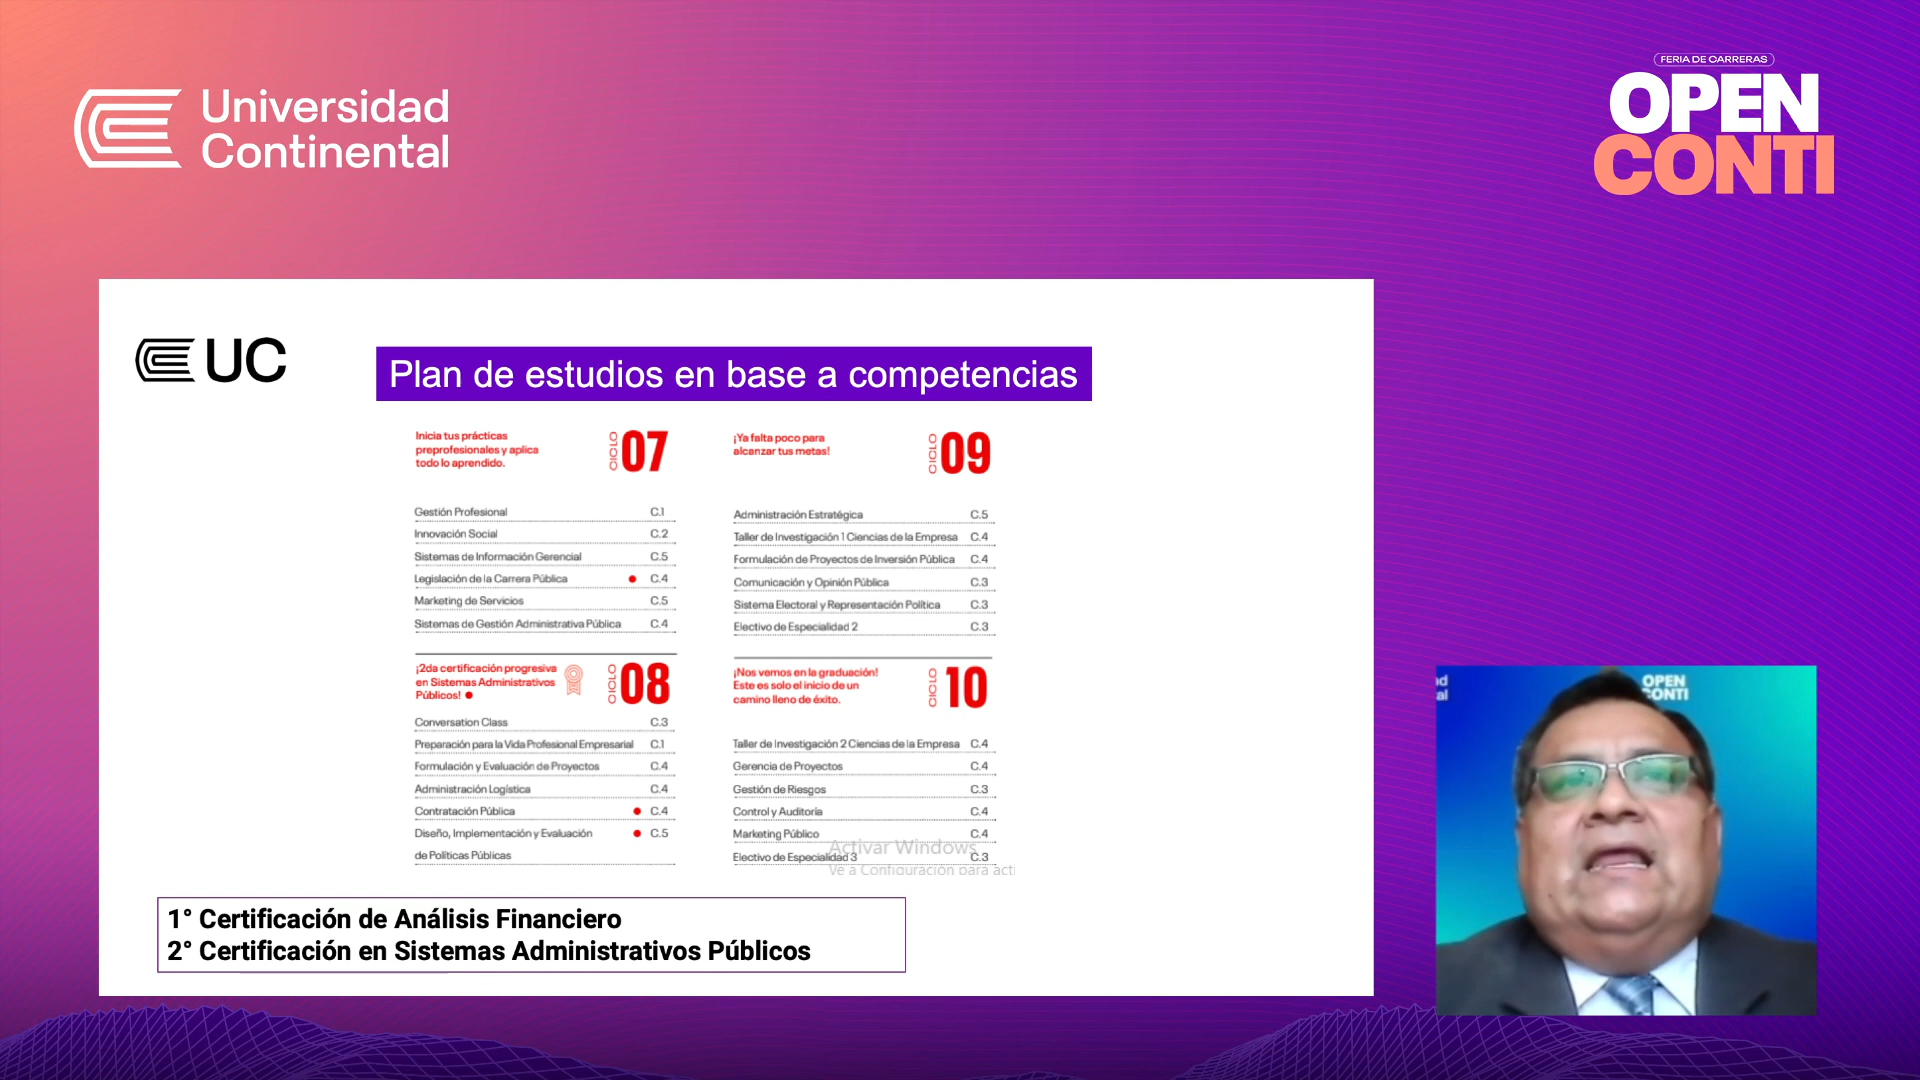 Universidad
Continental
FERIA DE CARRERAS
OPEN
CONTI
UC
Plan de estudios en base a competencias
Inicia tus prácticas
preprofesionales y aplica
todo lo aprendido.
CICLO 07
Gestión Profesional C.1
Innovación Social C.2
Sistemas de Información Gerencial C.5
Legislación de la Carrera Pública C.4
Marketing de Servicios C.5
Sistemas de Gestión Administrativa Pública C.4
¡2da certificación progresiva
en Sistemas Administrativos
Públicos!
CICLO 08
Conversation Class C.3
Preparación para la Vida Profesional Empresarial C.1
Formulación y Evaluación de Proyectos C.4
Administración Logística C.4
Contratación Pública C.4
Diseño, Implementación y Evaluación C.5
de Políticas Públicas
¡Ya falta poco para
alcanzar tus metas!
CICLO 09
Administración Estratégica C.5
Taller de Investigación 1 Ciencias de la Empresa C.4
Formulación de Proyectos de Inversión Pública C.4
Comunicación y Opinión Pública C.3
Sistema Electoral y Representación Política C.3
Electivo de Especialidad 2 C.3
¡Nos vemos en la graduación!
Este es solo el inicio de un
camino lleno de éxito.
CICLO 10
Taller de Investigación 2 Ciencias de la Empresa C.4
Gerencia de Proyectos C.4
Gestión de Riesgos C.3
Control y Auditoría C.4
Marketing Público C.4
Electivo de Especialidad 3 C.3
Activar Windows
Ve a Configuración para acti
1° Certificación de Análisis Financiero
2° Certificación en Sistemas Administrativos Públicos
ad
al
OPEN
CONTI